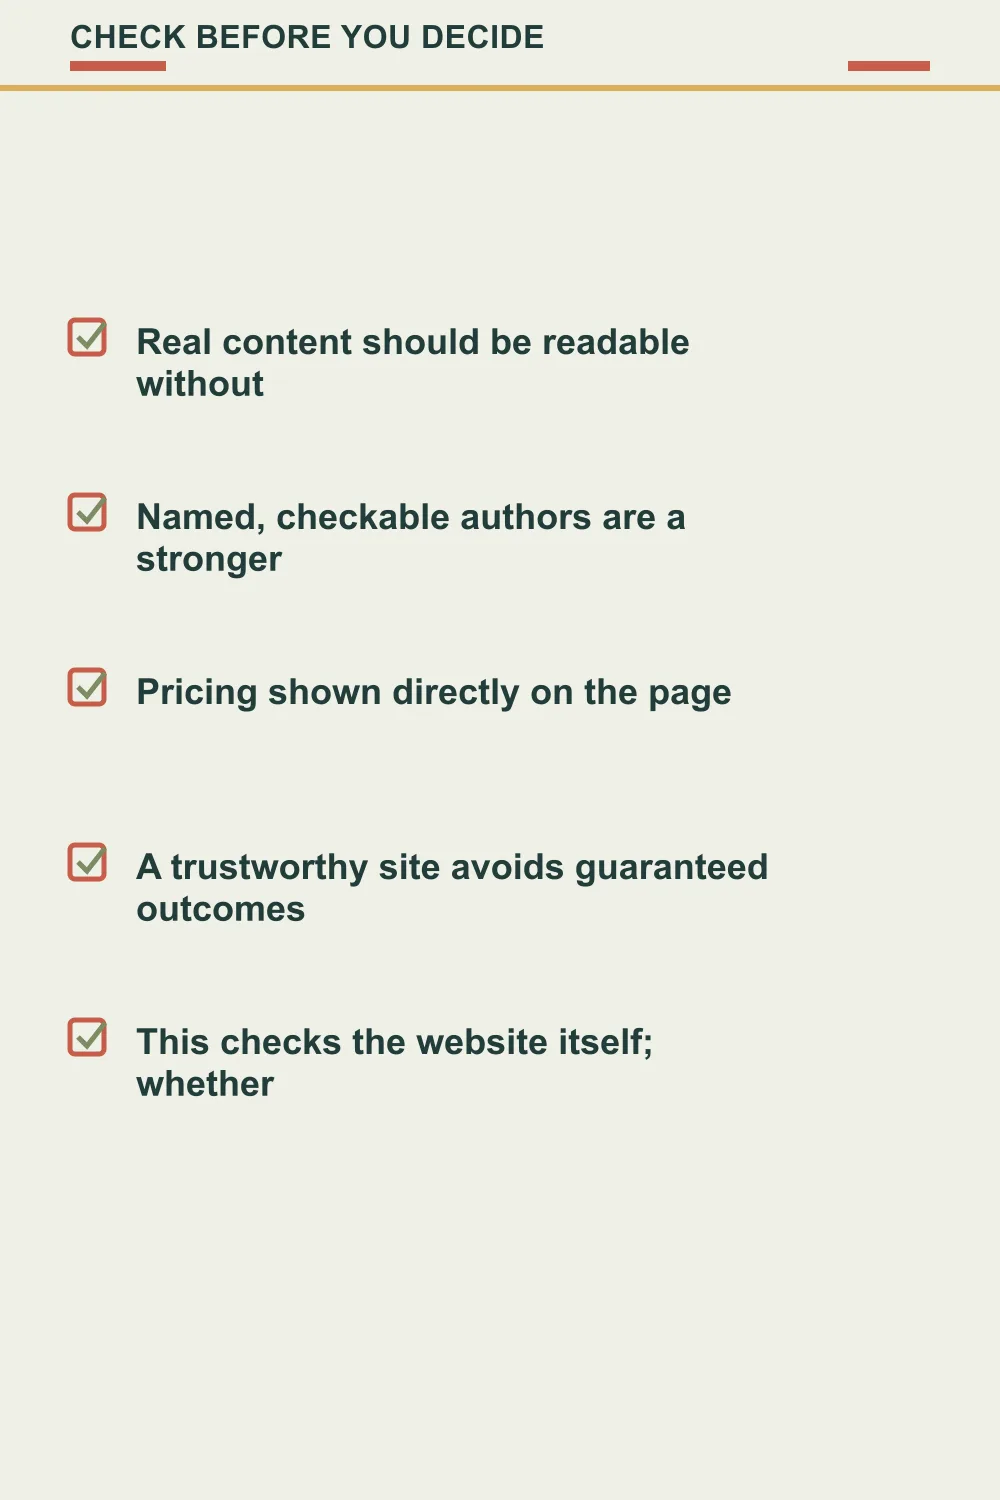 CHECK BEFORE YOU DECIDE
Real content should be readable
without
Named, checkable authors are a
stronger
Pricing shown directly on the page
A trustworthy site avoids guaranteed
outcomes
This checks the website itself;
whether